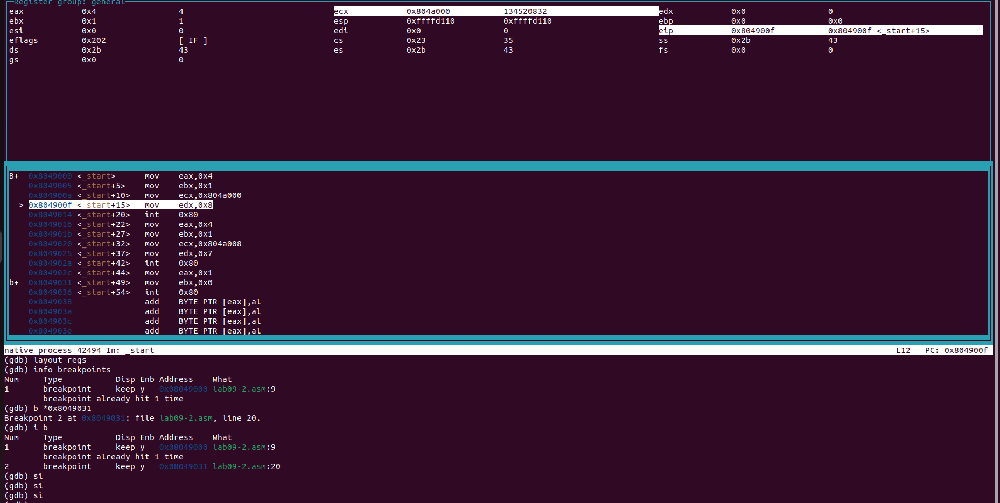 Register group: general
eax 0x4 4 ecx 0x804a000 134520832 edx 0x0 0
ebx 0x1 1 esp 0xffffd110 0xffffd110 ebp 0x0 0x0
esi 0x0 0 edi 0x0 0 eip 0x804900f 0x804900f <_start+15>
eflags 0x202 [ IF ] cs 0x23 35 ss 0x2b 43
ds 0x2b 43 es 0x2b 43 fs 0x0 0
gs 0x0 0
B+ 0x8049000 <_start> mov eax,0x4
0x8049005 <_start+5> mov ebx,0x1
0x804900a <_start+10> mov ecx,0x804a000
> 0x804900f <_start+15> mov edx,0x8
0x8049014 <_start+20> int 0x80
0x8049016 <_start+22> mov eax,0x4
0x804901b <_start+27> mov ebx,0x1
0x8049020 <_start+32> mov ecx,0x804a008
0x8049025 <_start+37> mov edx,0x7
0x804902a <_start+42> int 0x80
0x804902c <_start+44> mov eax,0x1
b+ 0x8049031 <_start+49> mov ebx,0x0
0x8049036 <_start+54> int 0x80
0x8049038 add BYTE PTR [eax],al
0x804903a add BYTE PTR [eax],al
0x804903c add BYTE PTR [eax],al
0x804903e add BYTE PTR [eax],al
native process 42494 In: _start L12 PC: 0x804900f
(gdb) layout regs
(gdb) info breakpoints
Num Type Disp Enb Address What
1 breakpoint keep y 0x08049000 lab09-2.asm:9
breakpoint already hit 1 time
(gdb) b *0x8049031
Breakpoint 2 at 0x8049031: file lab09-2.asm, line 20.
(gdb) i b
Num Type Disp Enb Address What
1 breakpoint keep y 0x08049000 lab09-2.asm:9
breakpoint already hit 1 time
2 breakpoint keep y 0x08049031 lab09-2.asm:20
(gdb) si
(gdb) si
(gdb) si